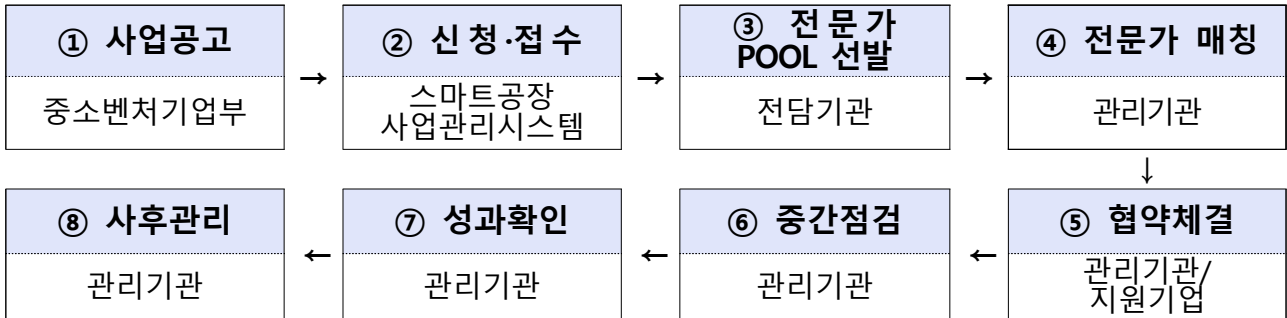 ① 사업공고
중소벤처기업부
→
② 신 청·접 수
스마트공장
사업관리시스템
→
③ 전 문 가
POOL 선발
전담기관
→
④ 전문가 매칭
관리기관
↓
⑤ 협약체결
관리기관/
지원기업
←
⑥ 중간점검
관리기관
←
⑦ 성과확인
관리기관
←
⑧ 사후관리
관리기관